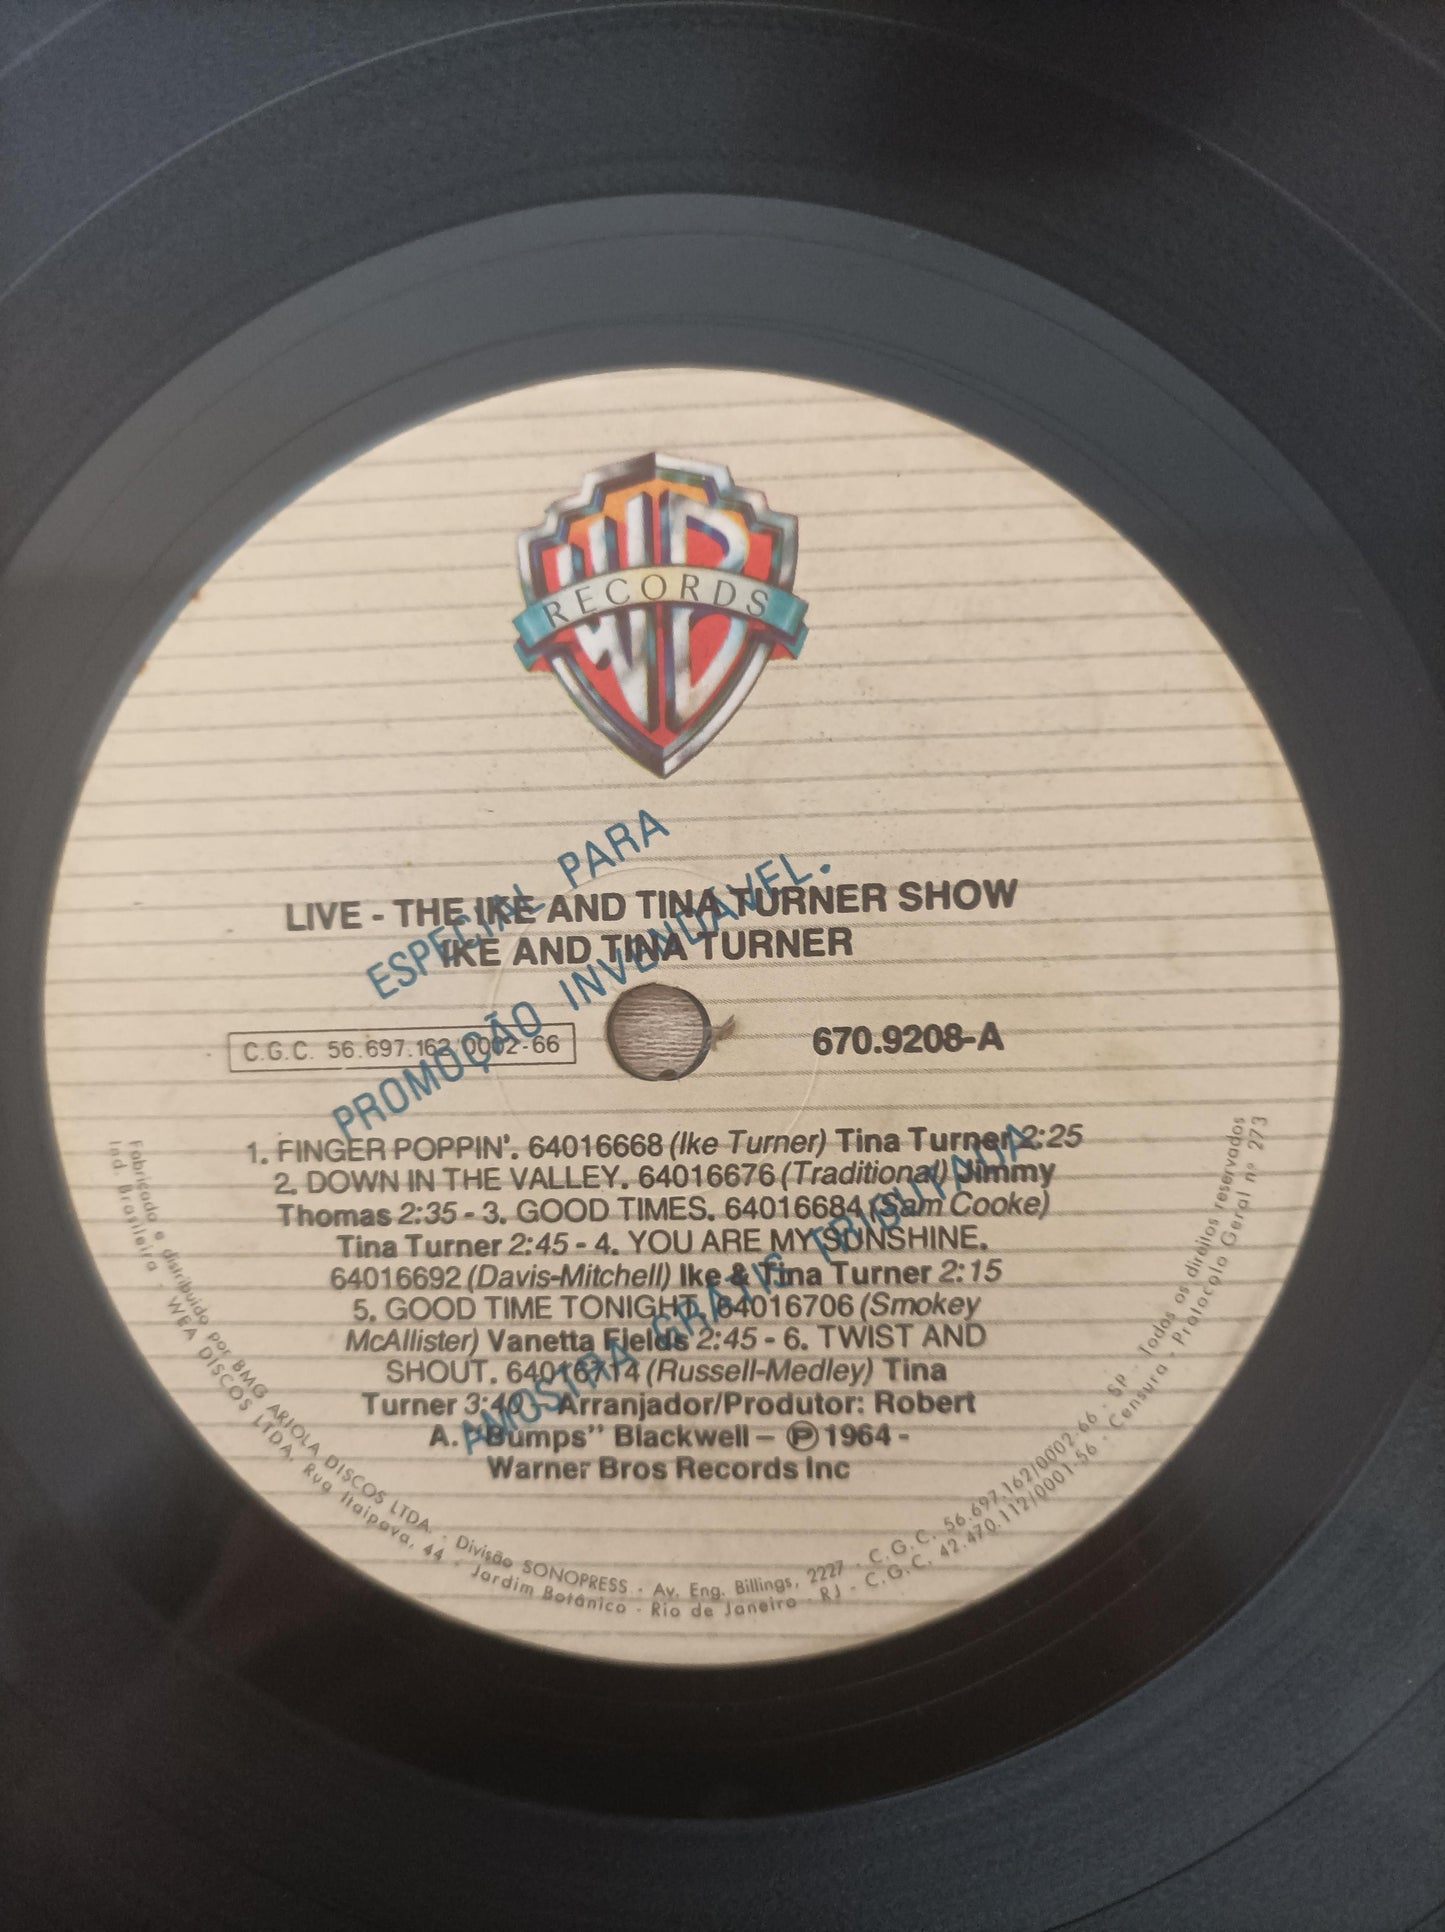 WB
RECORDS
ESPECIAL PARA
PROMOÇÃO INVENDÁVEL.
AMOSTRA GRÁTIS TRIBUTADA
LIVE - THE IKE AND TINA TURNER SHOW
IKE AND TINA TURNER
C.G.C. 56.697.162/0002-66
670.9208-A
1. FINGER POPPIN'. 64016668 (Ike Turner) Tina Turner 2:25
2. DOWN IN THE VALLEY. 64016676 (Traditional) Jimmy
Thomas 2:35 - 3. GOOD TIMES. 64016684 (Sam Cooke)
Tina Turner 2:45 - 4. YOU ARE MY SUNSHINE.
64016692 (Davis-Mitchell) Ike & Tina Turner 2:15
5. GOOD TIME TONIGHT. 64016706 (Smokey
McAllister) Vanetta Fields 2:45 - 6. TWIST AND
SHOUT. 64016714 (Russell-Medley) Tina
Turner 3:40 - Arranjador/Produtor: Robert
A. "Bumps" Blackwell – Ⓟ 1964 -
Warner Bros Records Inc
Fabricado e distribuido por BMG ARIOLA DISCOS LTDA. - Divisão SONOPRESS - Av. Eng. Billings, 2227 - C.G.C. 56.697.162/0002-66 - SP - Todos os direitos reservados
Ind. Brasileira - WEA DISCOS LTDA. Rua Itaipava, 44 - Jardim Botânico - Rio de Janeiro - RJ - C.G.C. 42.470.112/0001-56 - Censura - Protocolo Geral nº 273